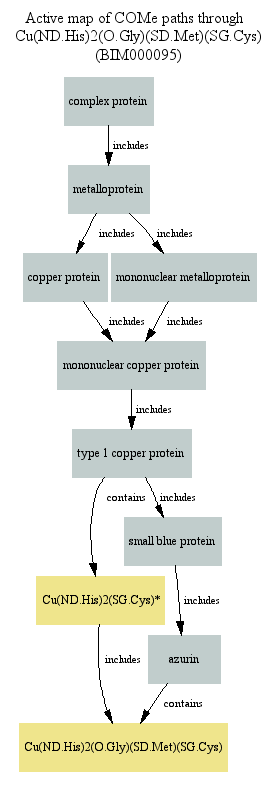 Active map of COMe paths through
Cu(ND.His)2(O.Gly)(SD.Met)(SG.Cys)
(BIM000095)
complex protein
includes
metalloprotein
includes includes
copper protein mononuclear metalloprotein
includes includes
mononuclear copper protein
includes
type 1 copper protein
contains includes
small blue protein
Cu(ND.His)2(SG.Cys)*
includes
azurin
includes
contains
Cu(ND.His)2(O.Gly)(SD.Met)(SG.Cys)